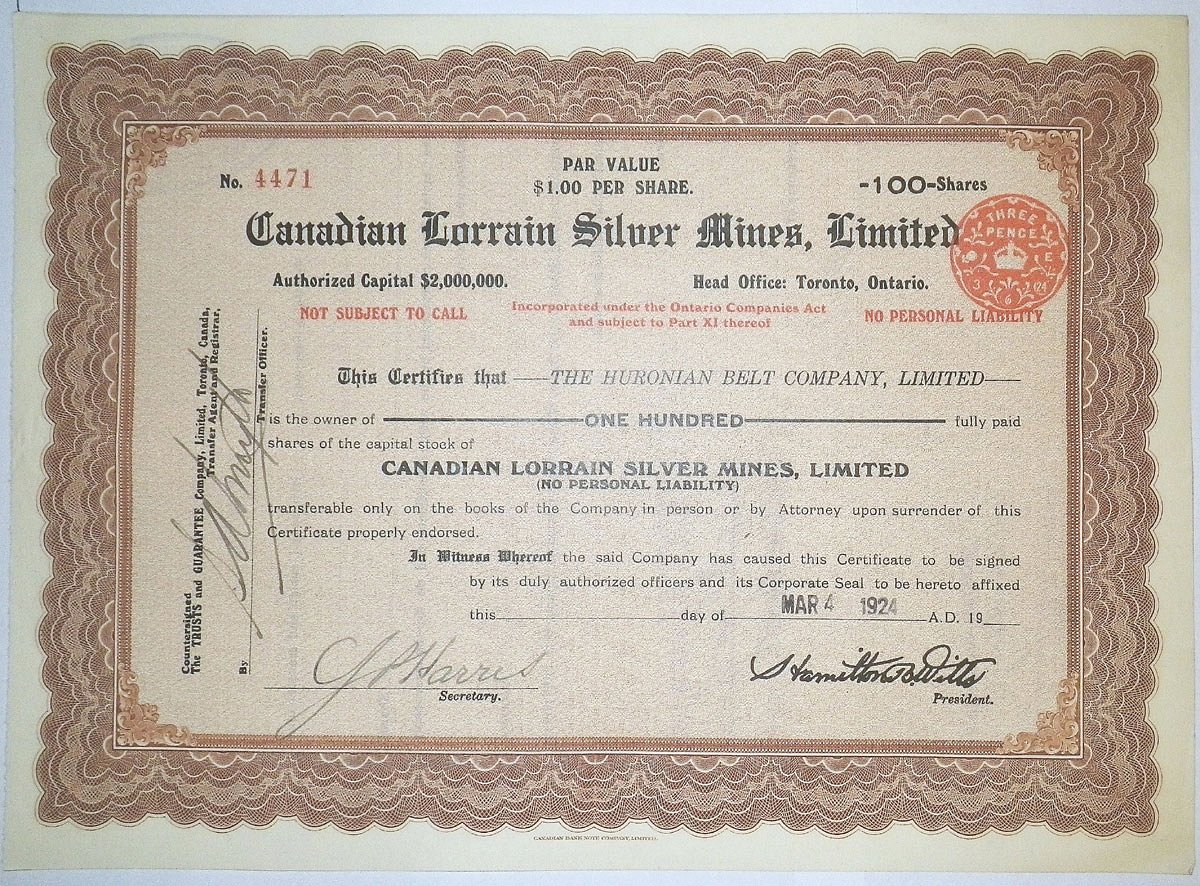 PAR VALUE
$1.00 PER SHARE.
No. 4471
-100-Shares
Canadian Lorrain Silver Mines, Limited
THREE
PENCE
E
3 6 24
Authorized Capital $2,000,000.
Head Office: Toronto, Ontario.
NOT SUBJECT TO CALL
Incorporated under the Ontario Companies Act
and subject to Part XI thereof
NO PERSONAL LIABILITY
This Certifies that THE HURONIAN BELT COMPANY, LIMITED
is the owner of ONE HUNDRED fully paid
shares of the capital stock of
CANADIAN LORRAIN SILVER MINES, LIMITED
(NO PERSONAL LIABILITY)
transferable only on the books of the Company in person or by Attorney upon surrender of this
Certificate properly endorsed.
In Witness Whereof the said Company has caused this Certificate to be signed
by its duly authorized officers and its Corporate Seal to be hereto affixed
this day of MAR 4 1924 A.D. 19
Harris
Secretary.
Hamilton B Wills
President.
Countersigned
The TRUSTS and GUARANTEE Company, Limited, Toronto, Canada,
Transfer Agent and Registrar,
By
Transfer Officer.
CANADIAN BANK NOTE COMPANY, LIMITED.